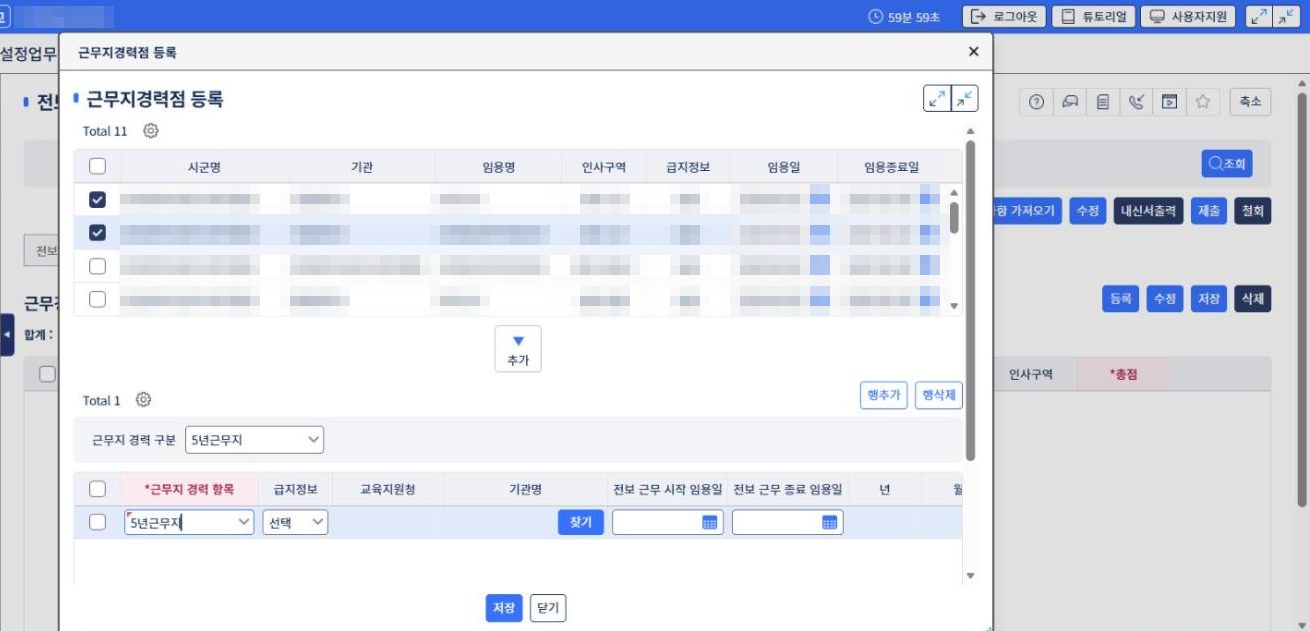 59분 59초 로그아웃 튜토리얼 사용자지원
설정업무
근무지경력점 등록
근무지경력점 등록
축소
Total 11
시군명 기관 임용명 인사구역 급지정보 임용일 임용종료일
조회
가져오기 수정 내신서출력 제출 철회
전보
등록 수정 저장 삭제
합계 :
추가
인사구역 *총점
Total 1
행추가 행삭제
근무지 경력 구분 5년근무지
*근무지 경력 항목 급지정보 교육지원청 기관명 전보 근무 시작 임용일 전보 근무 종료 임용일 년 월
5년근무지 선택 찾기
저장 닫기